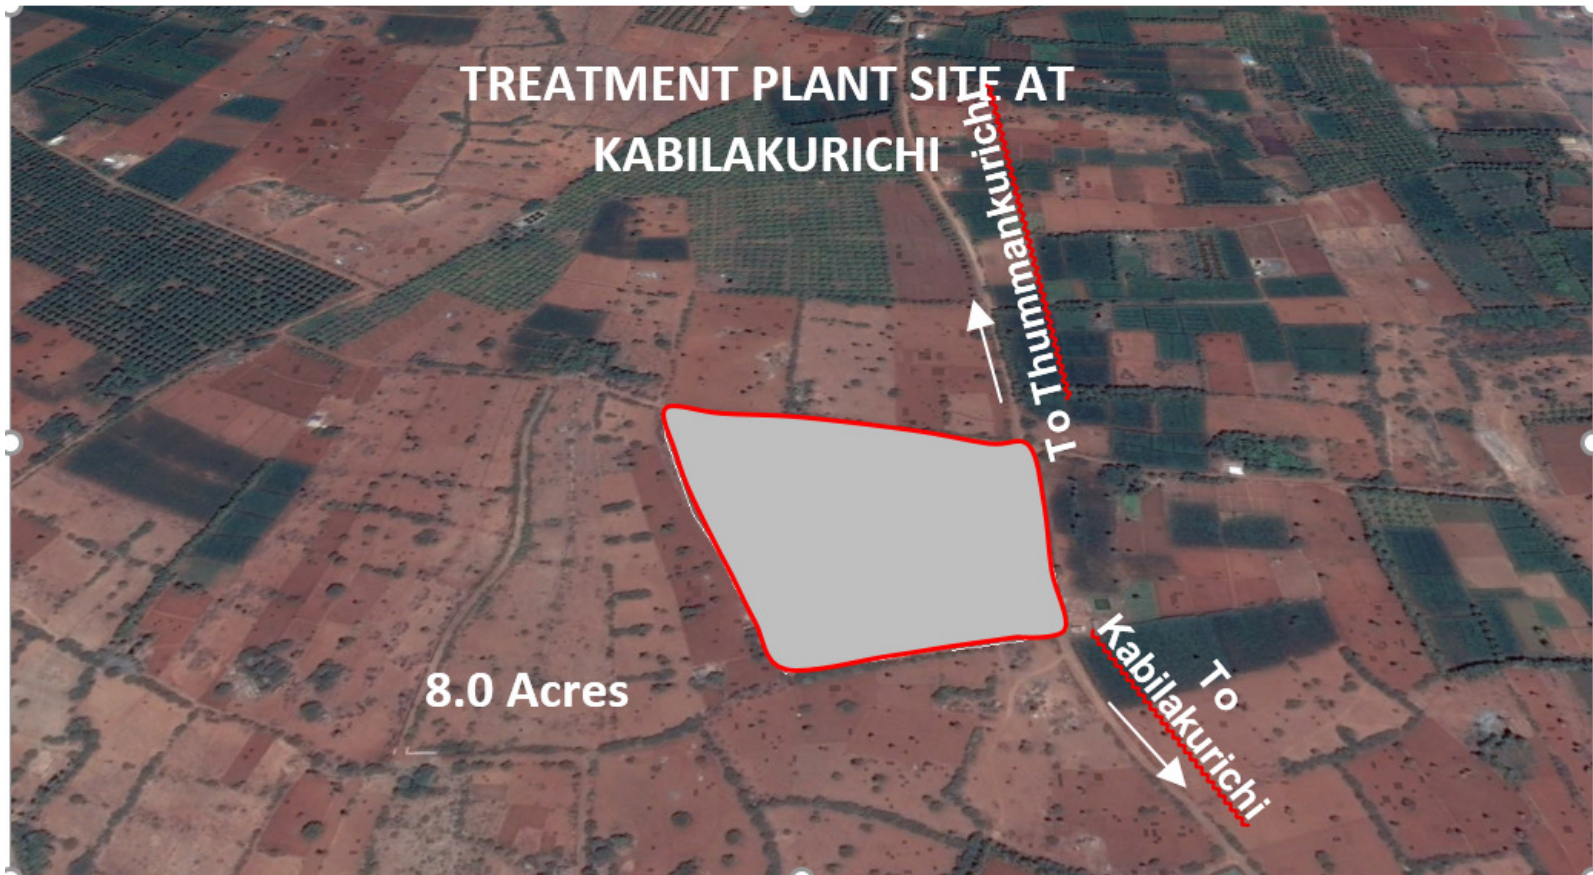 TREATMENT PLANT SITE AT
KABILAKURICHI
To Thummankurichi
8.0 Acres
To
Kabilakurichi